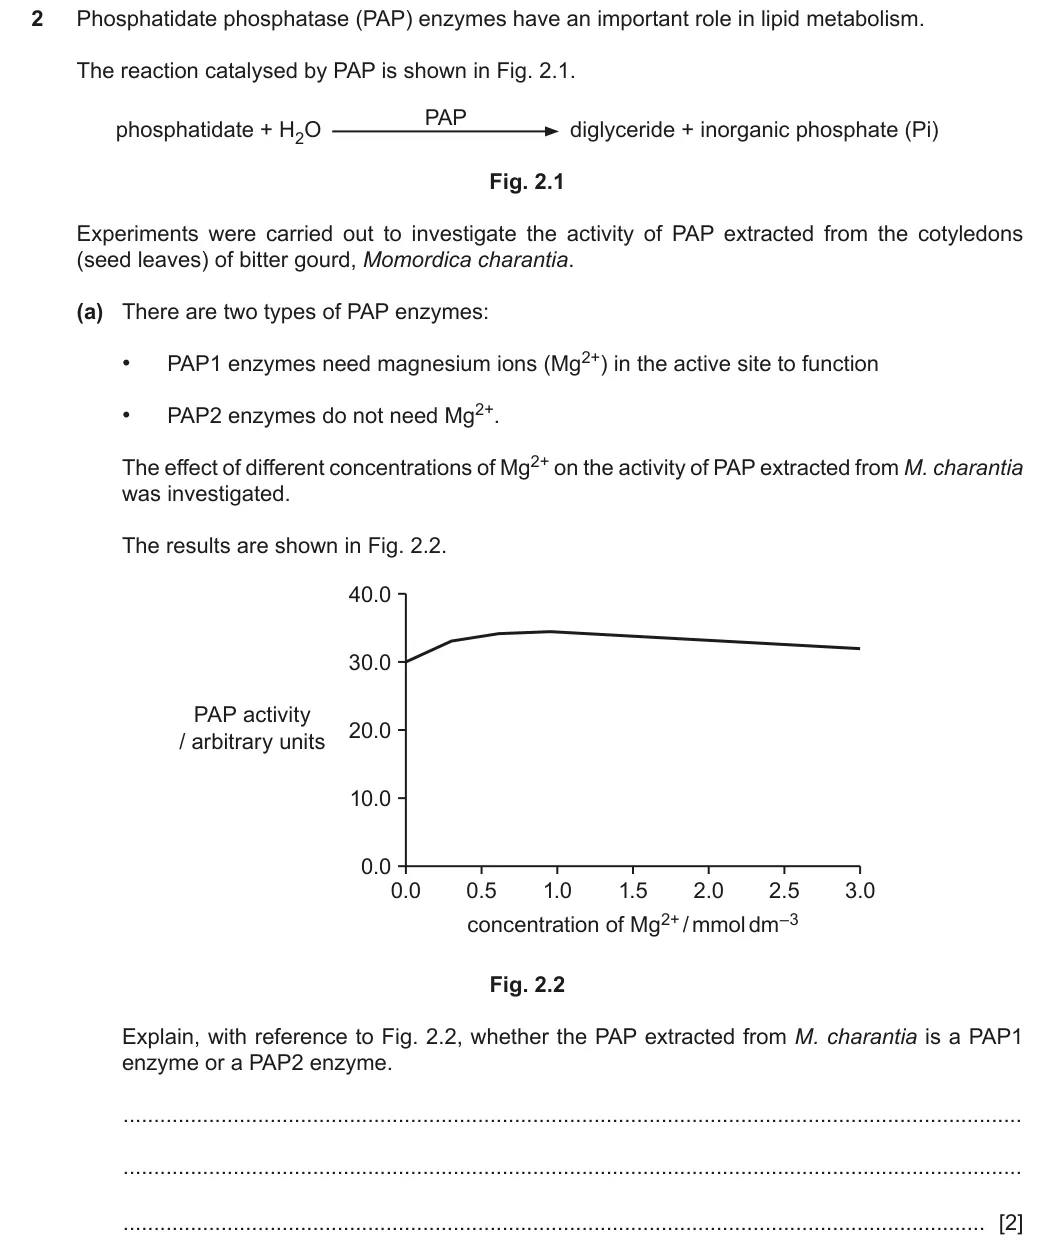 2 Phosphatidate phosphatase (PAP) enzymes have an important role in lipid metabolism.
The reaction catalysed by PAP is shown in Fig. 2.1.
PAP
phosphatidate + H₂O ⟶ diglyceride + inorganic phosphate (Pi)
Fig. 2.1
Experiments were carried out to investigate the activity of PAP extracted from the cotyledons
(seed leaves) of bitter gourd, Momordica charantia.
(a) There are two types of PAP enzymes:
• PAP1 enzymes need magnesium ions (Mg²⁺) in the active site to function
• PAP2 enzymes do not need Mg²⁺.
The effect of different concentrations of Mg²⁺ on the activity of PAP extracted from M. charantia
was investigated.
The results are shown in Fig. 2.2.
40.0
30.0
PAP activity
/ arbitrary units
20.0
10.0
0.0
0.0 0.5 1.0 1.5 2.0 2.5 3.0
concentration of Mg²⁺ / mmol dm⁻³
Fig. 2.2
Explain, with reference to Fig. 2.2, whether the PAP extracted from M. charantia is a PAP1
enzyme or a PAP2 enzyme.
[2]